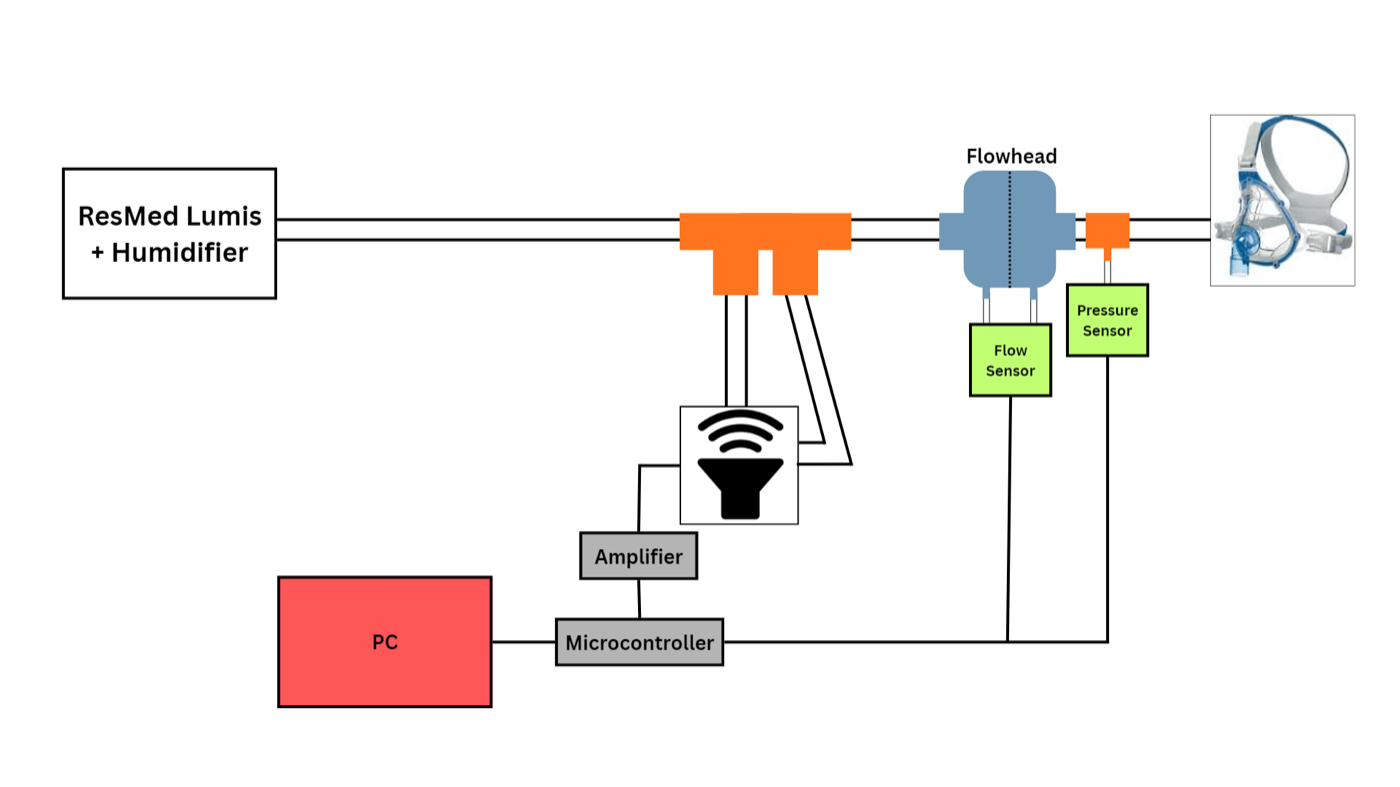 Flowhead
ResMed Lumis
+ Humidifier
Pressure
Sensor
Flow
Sensor
Amplifier
PC
Microcontroller